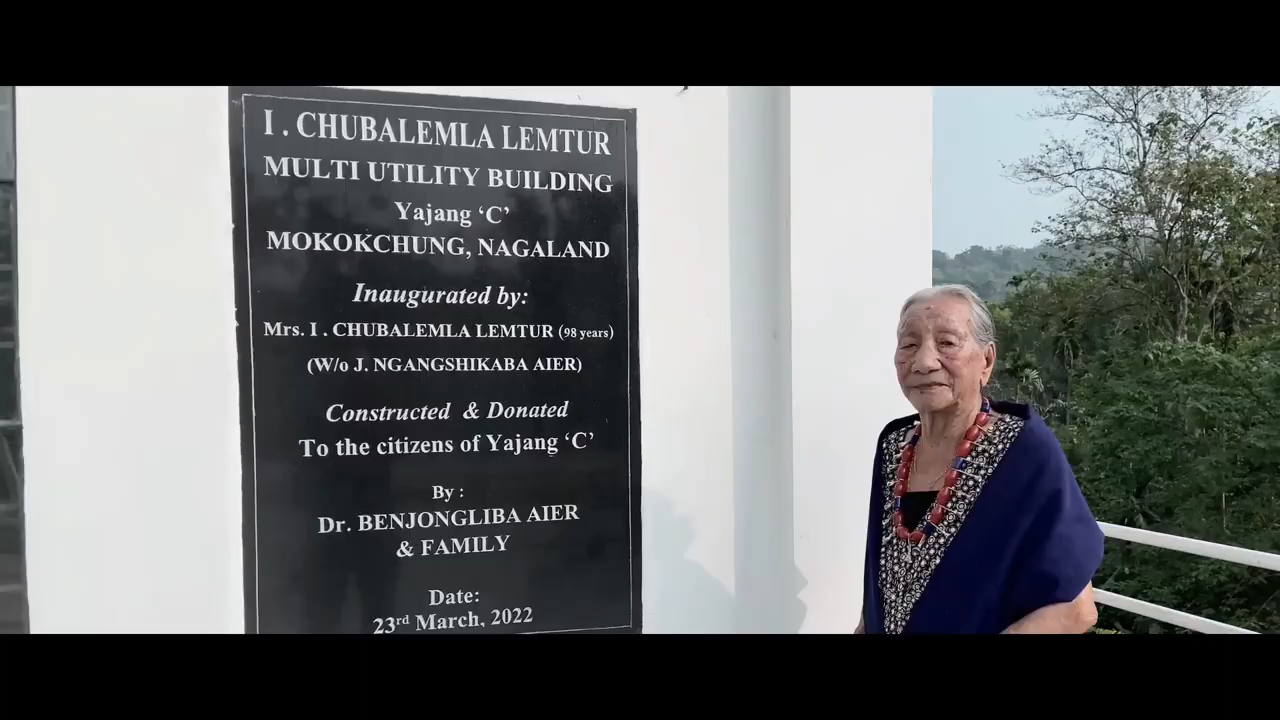 I . CHUBALEMLA LEMTUR
MULTI UTILITY BUILDING
Yajang ‘C’
MOKOKCHUNG, NAGALAND
Inaugurated by:
Mrs. I . CHUBALEMLA LEMTUR (98 years)
(W/o J. NGANGSHIKABA AIER)
Constructed & Donated
To the citizens of Yajang ‘C’
By :
Dr. BENJONGLIBA AIER
& FAMILY
Date:
23rd March, 2022